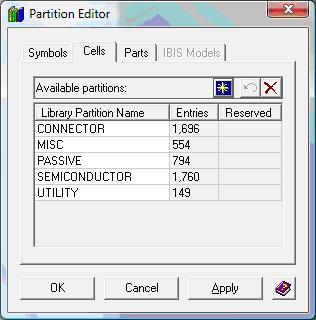 Partition Editor
Symbols Cells Parts IBIS Models
Available partitions:
Library Partition Name Entries Reserved
CONNECTOR 1,696
MISC 554
PASSIVE 794
SEMICONDUCTOR 1,760
UTILITY 149
OK Cancel Apply ?